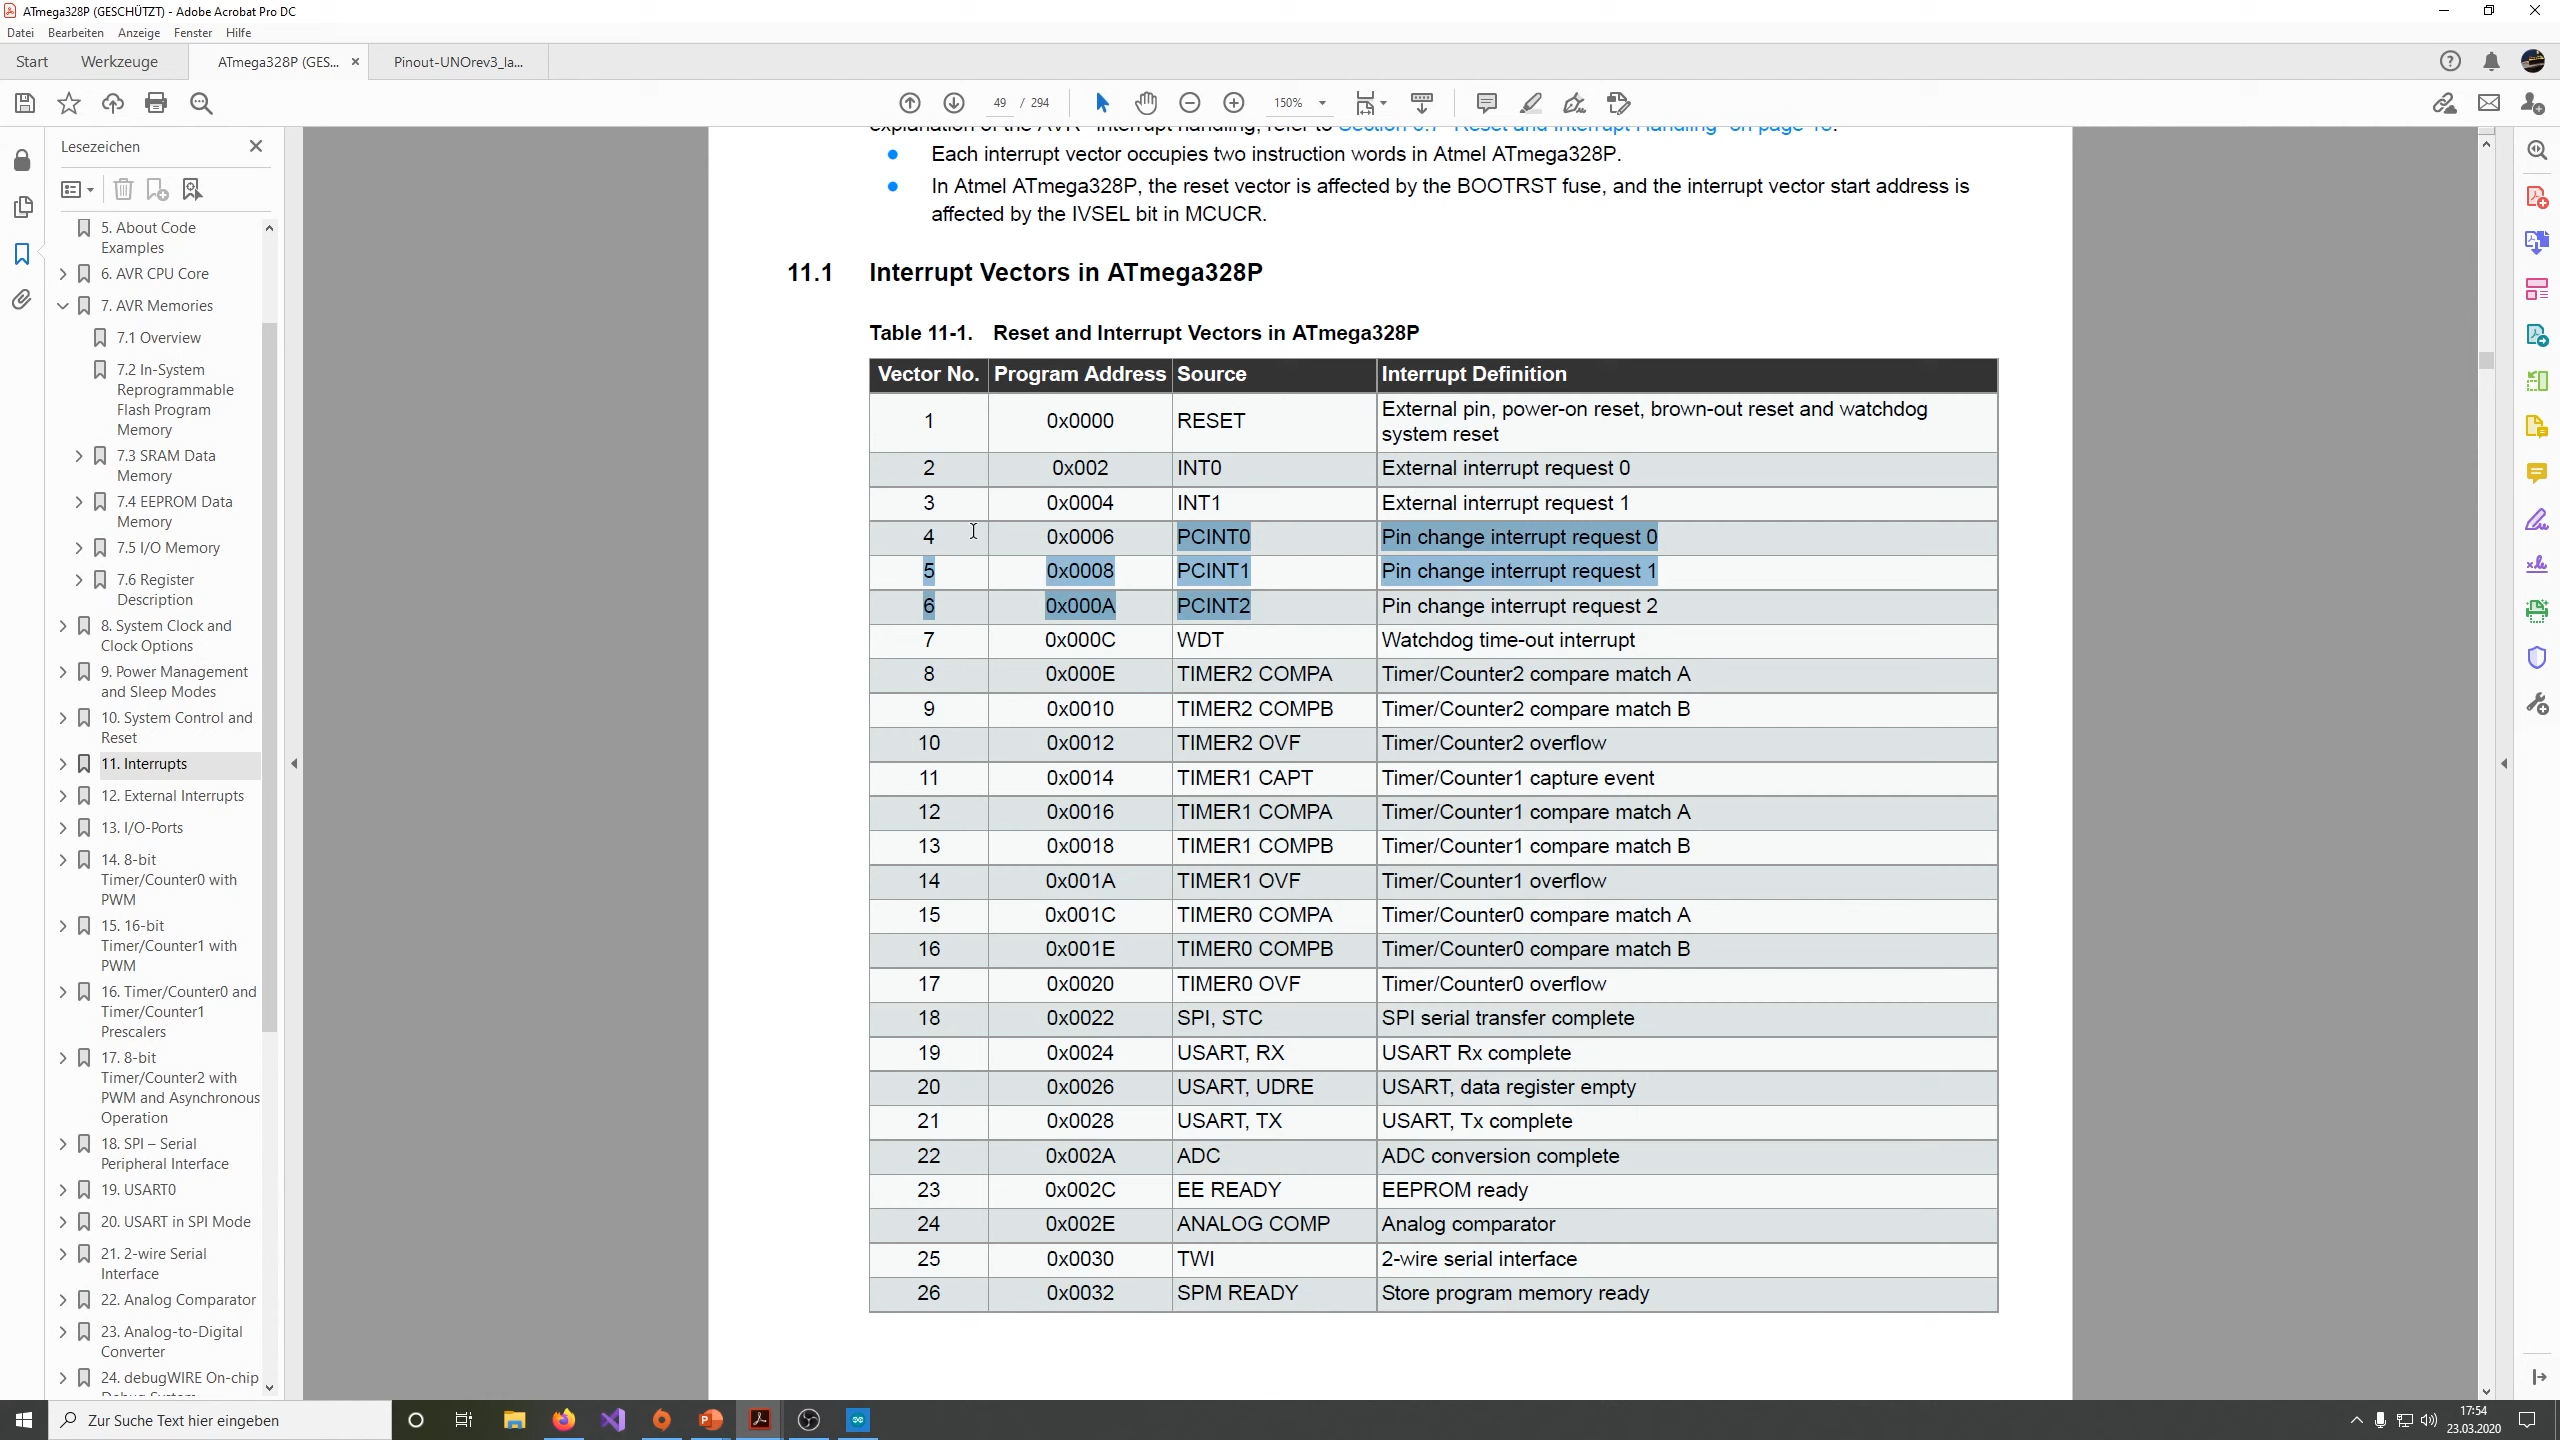 ATmega328P (GESCHÜTZT) - Adobe Acrobat Pro DC
Datei Bearbeiten Anzeige Fenster Hilfe
Start Werkzeuge ATmega328P (GES... × Pinout-UNOrev3_la...
49 / 294 150%
Lesezeichen
5. About Code
Examples
6. AVR CPU Core
7. AVR Memories
7.1 Overview
7.2 In-System
Reprogrammable
Flash Program
Memory
7.3 SRAM Data
Memory
7.4 EEPROM Data
Memory
7.5 I/O Memory
7.6 Register
Description
8. System Clock and
Clock Options
9. Power Management
and Sleep Modes
10. System Control and
Reset
11. Interrupts
12. External Interrupts
13. I/O-Ports
14. 8-bit
Timer/Counter0 with
PWM
15. 16-bit
Timer/Counter1 with
PWM
16. Timer/Counter0 and
Timer/Counter1
Prescalers
17. 8-bit
Timer/Counter2 with
PWM and Asynchronous
Operation
18. SPI – Serial
Peripheral Interface
19. USART0
20. USART in SPI Mode
21. 2-wire Serial
Interface
22. Analog Comparator
23. Analog-to-Digital
Converter
24. debugWIRE On-chip
Debug System
explanation of the AVR interrupt handling, refer to
Each interrupt vector occupies two instruction words in Atmel ATmega328P.
In Atmel ATmega328P, the reset vector is affected by the BOOTRST fuse, and the interrupt vector start address is
affected by the IVSEL bit in MCUCR.
11.1 Interrupt Vectors in ATmega328P
Table 11-1. Reset and Interrupt Vectors in ATmega328P
Vector No. Program Address Source Interrupt Definition
1 0x0000 RESET External pin, power-on reset, brown-out reset and watchdog
system reset
2 0x002 INT0 External interrupt request 0
3 0x0004 INT1 External interrupt request 1
4 0x0006 PCINT0 Pin change interrupt request 0
5 0x0008 PCINT1 Pin change interrupt request 1
6 0x000A PCINT2 Pin change interrupt request 2
7 0x000C WDT Watchdog time-out interrupt
8 0x000E TIMER2 COMPA Timer/Counter2 compare match A
9 0x0010 TIMER2 COMPB Timer/Counter2 compare match B
10 0x0012 TIMER2 OVF Timer/Counter2 overflow
11 0x0014 TIMER1 CAPT Timer/Counter1 capture event
12 0x0016 TIMER1 COMPA Timer/Counter1 compare match A
13 0x0018 TIMER1 COMPB Timer/Counter1 compare match B
14 0x001A TIMER1 OVF Timer/Counter1 overflow
15 0x001C TIMER0 COMPA Timer/Counter0 compare match A
16 0x001E TIMER0 COMPB Timer/Counter0 compare match B
17 0x0020 TIMER0 OVF Timer/Counter0 overflow
18 0x0022 SPI, STC SPI serial transfer complete
19 0x0024 USART, RX USART Rx complete
20 0x0026 USART, UDRE USART, data register empty
21 0x0028 USART, TX USART, Tx complete
22 0x002A ADC ADC conversion complete
23 0x002C EE READY EEPROM ready
24 0x002E ANALOG COMP Analog comparator
25 0x0030 TWI 2-wire serial interface
26 0x0032 SPM READY Store program memory ready
Zur Suche Text hier eingeben
17:54
23.03.2020